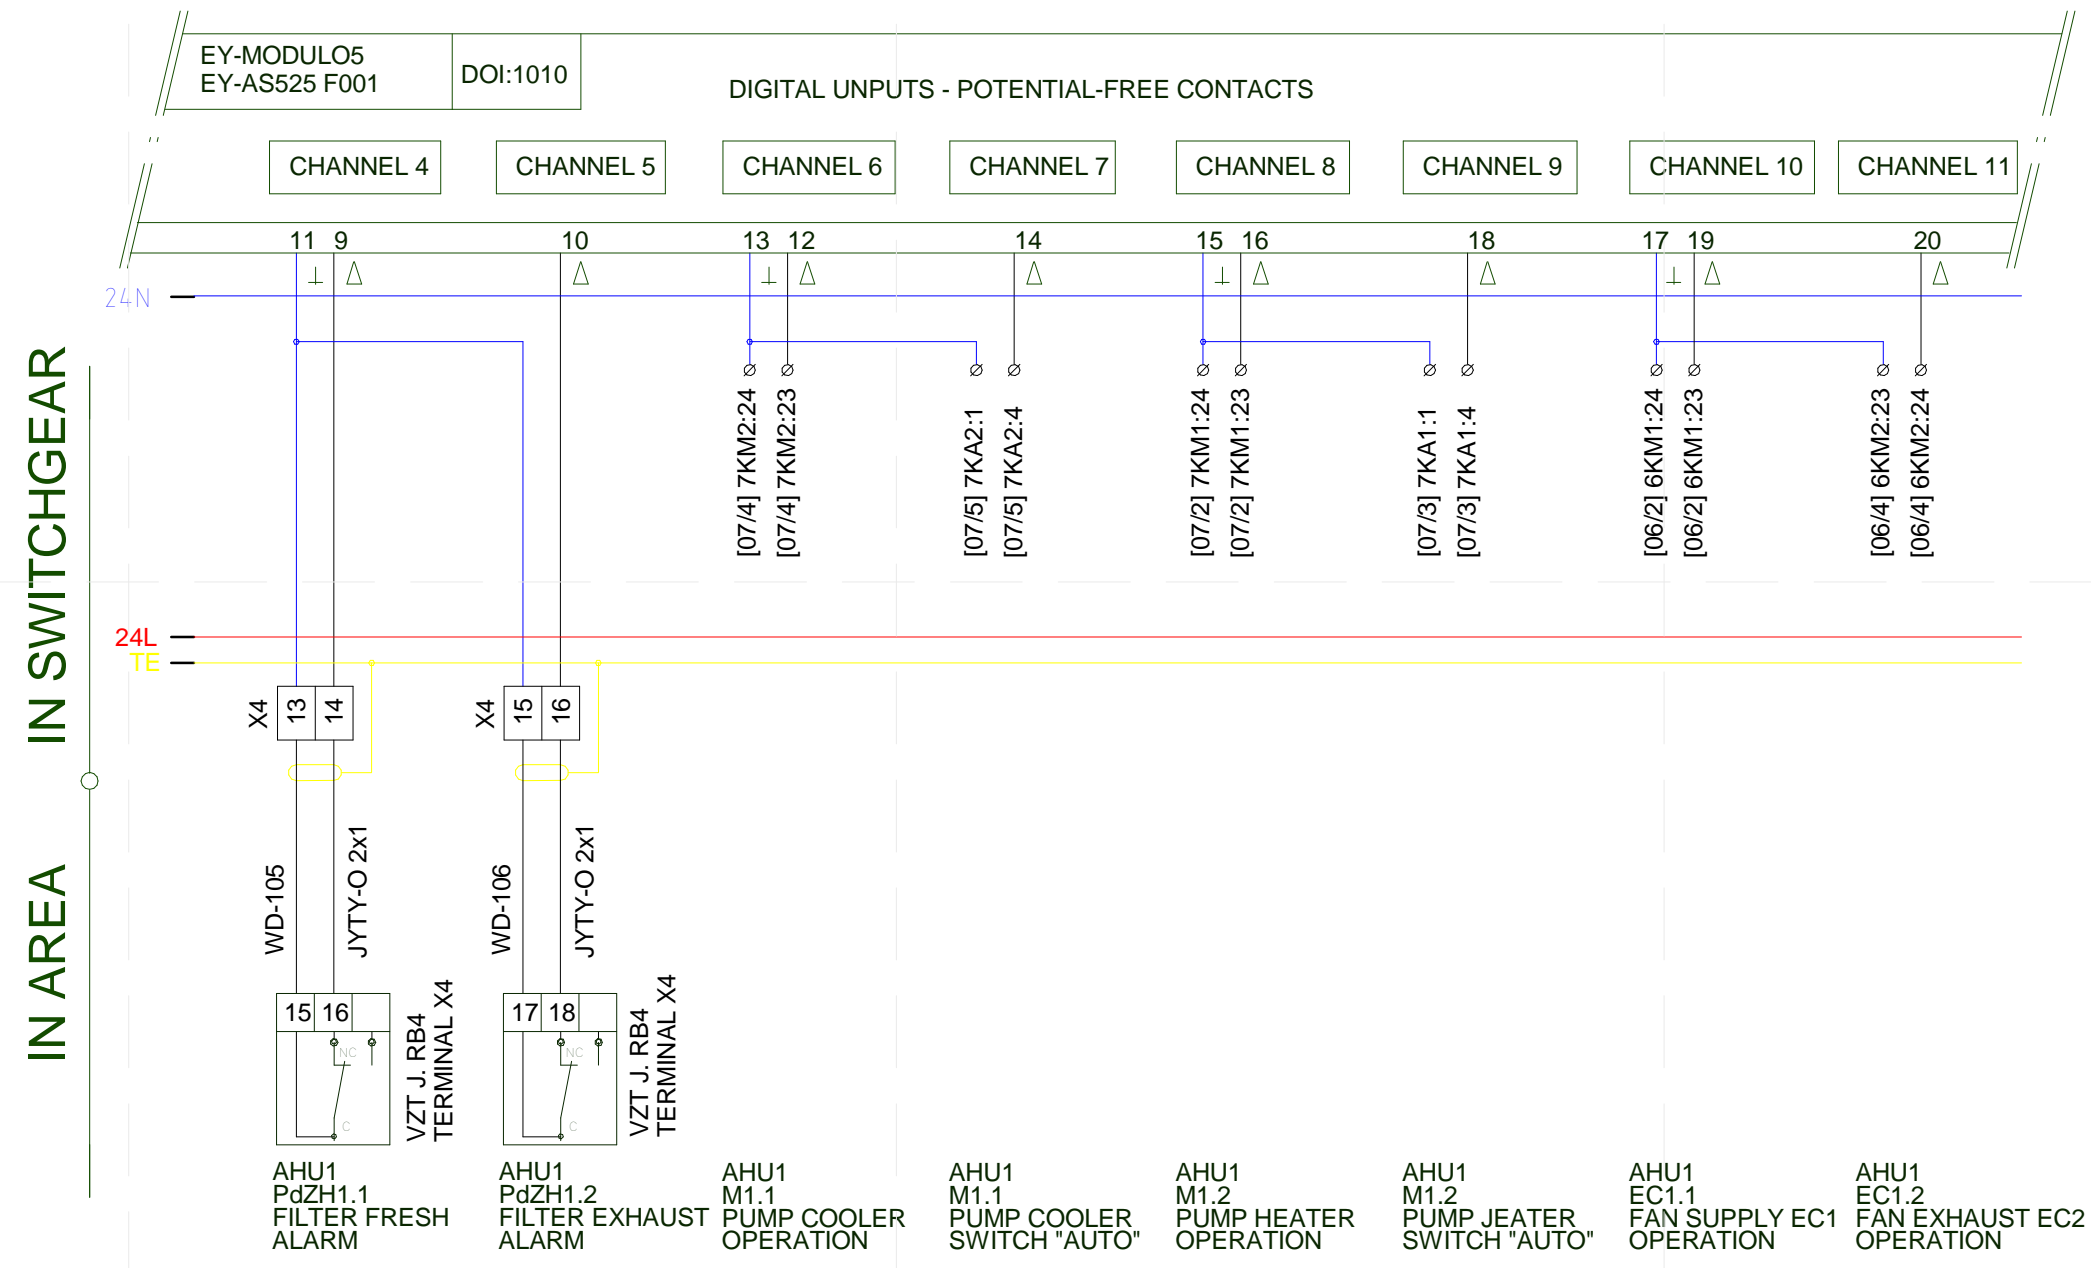 EY-MODULO5
EY-AS525 F001
DOI:1010
DIGITAL UNPUTS - POTENTIAL-FREE CONTACTS
CHANNEL 4
CHANNEL 5
CHANNEL 6
CHANNEL 7
CHANNEL 8
CHANNEL 9
CHANNEL 10
CHANNEL 11
11 9
10
13 12
14
15 16
18
17 19
20
24N
IN SWITCHGEAR
[07/4] 7KM2:24
[07/4] 7KM2:23
[07/5] 7KA2:1
[07/5] 7KA2:4
[07/2] 7KM1:24
[07/2] 7KM1:23
[07/3] 7KA1:1
[07/3] 7KA1:4
[06/2] 6KM1:24
[06/2] 6KM1:23
[06/4] 6KM2:23
[06/4] 6KM2:24
24L
TE
X4
13
14
X4
15
16
IN AREA
WD-105
JYTY-O 2x1
WD-106
JYTY-O 2x1
15 16
NC
C
VZT J. RB4
TERMINAL X4
17 18
NC
C
VZT J. RB4
TERMINAL X4
AHU1
PdZH1.1
FILTER FRESH
ALARM
AHU1
PdZH1.2
FILTER EXHAUST
ALARM
AHU1
M1.1
PUMP COOLER
OPERATION
AHU1
M1.1
PUMP COOLER
SWITCH "AUTO"
AHU1
M1.2
PUMP HEATER
OPERATION
AHU1
M1.2
PUMP JEATER
SWITCH "AUTO"
AHU1
EC1.1
FAN SUPPLY EC1
OPERATION
AHU1
EC1.2
FAN EXHAUST EC2
OPERATION